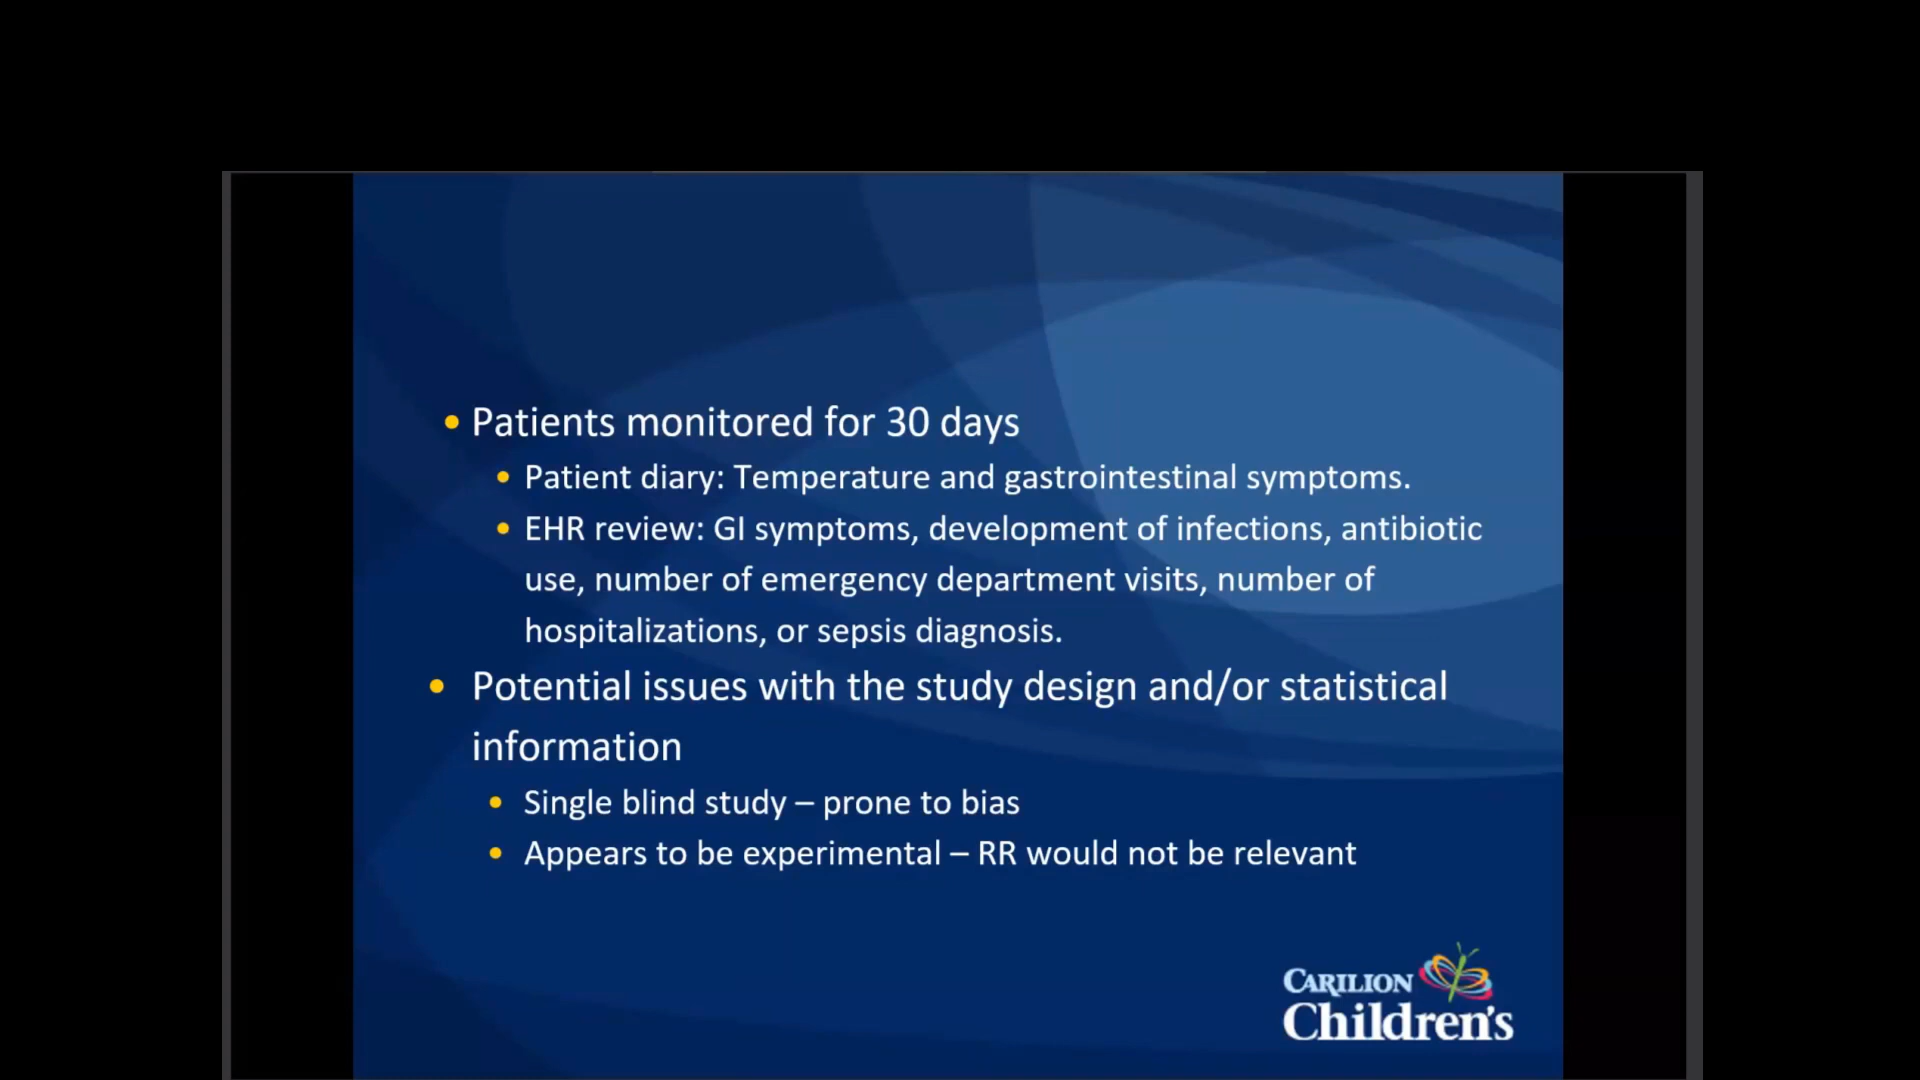 • Patients monitored for 30 days
• Patient diary: Temperature and gastrointestinal symptoms.
• EHR review: GI symptoms, development of infections, antibiotic
use, number of emergency department visits, number of
hospitalizations, or sepsis diagnosis.
• Potential issues with the study design and/or statistical
information
• Single blind study – prone to bias
• Appears to be experimental – RR would not be relevant
CARILION
Children's